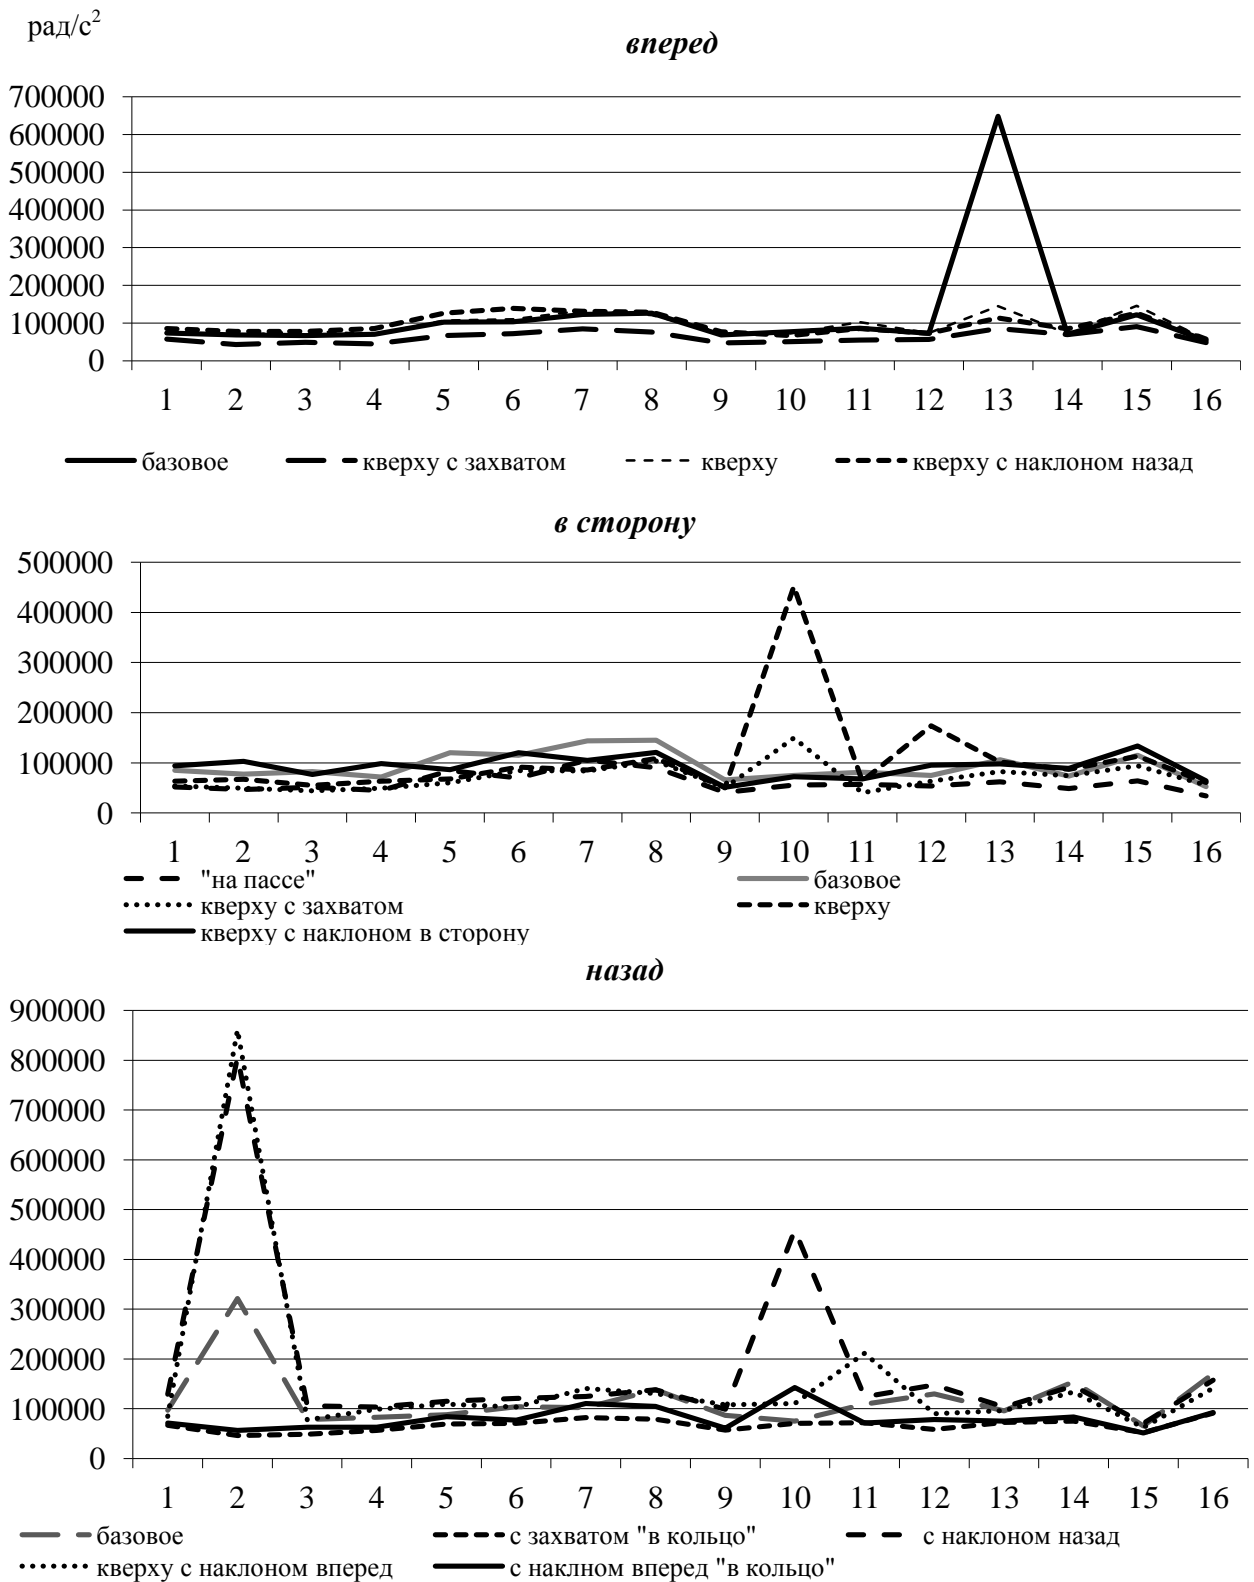 рад/с²
вперед
700000
600000
500000
400000
300000
200000
100000
0
1 2 3 4 5 6 7 8 9 10 11 12 13 14 15 16
базовое кверху с захватом кверху кверху с наклоном назад
в сторону
500000
400000
300000
200000
100000
0
1 2 3 4 5 6 7 8 9 10 11 12 13 14 15 16
"на пассе" базовое
кверху с захватом кверху
кверху с наклоном в сторону
назад
900000
800000
700000
600000
500000
400000
300000
200000
100000
0
1 2 3 4 5 6 7 8 9 10 11 12 13 14 15 16
базовое с захватом "в кольцо" с наклоном назад
кверху с наклоном вперед с наклном вперед "в кольцо"